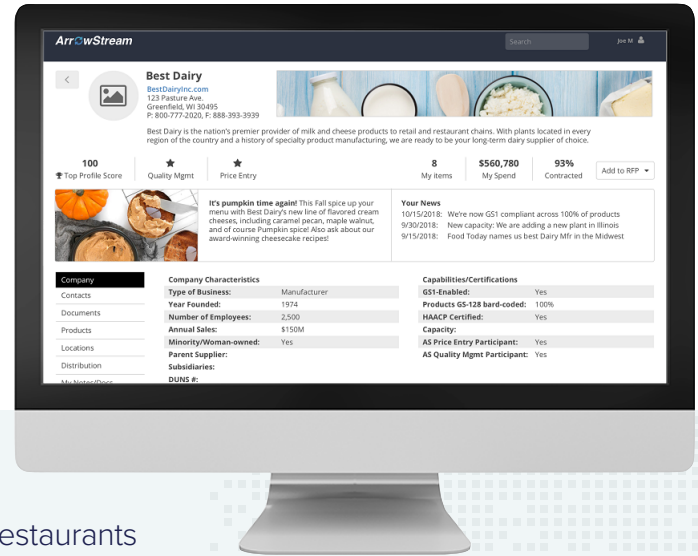 ArrowStream
Search
Joe M
Best Dairy
BestDairyInc.com
123 Pasture Ave.
Greenfield, WI 30495
P: 800-777-2020, F: 888-393-3939
Best Dairy is the nation's premier provider of milk and cheese products to retail and restaurant chains. With plants located in every
region of the country and a history of specialty product manufacturing, we are ready to be your long-term dairy supplier of choice.
100
Top Profile Score
Quality Mgmt
Price Entry
8
My items
$560,780
My Spend
93%
Contracted
Add to RFP
It's pumpkin time again! This Fall spice up your
menu with Best Dairy's new line of flavored cream
cheeses, including caramel pecan, maple walnut,
and of course Pumpkin spice! Also ask about our
award-winning cheesecake recipes!
Your News
10/15/2018: We're now GS1 compliant across 100% of products
9/30/2018: New capacity: We are adding a new plant in Illinois
9/15/2018: Food Today names us best Dairy Mfr in the Midwest
Company
Contacts
Documents
Products
Locations
Distribution
My Notes/Docs
Company Characteristics
Type of Business: Manufacturer
Year Founded: 1974
Number of Employees: 2,500
Annual Sales: $150M
Minority/Woman-owned: Yes
Parent Supplier:
Subsidiaries:
DUNS #:
Capabilities/Certifications
GS1-Enabled: Yes
Products GS-128 bard-coded: 100%
HAACP Certified: Yes
Capacity:
AS Price Entry Participant: Yes
AS Quality Mgmt Participant: Yes
estaurants